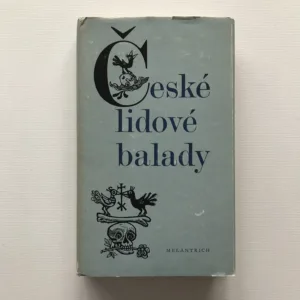 České
lidové
balady
MELANTRICH